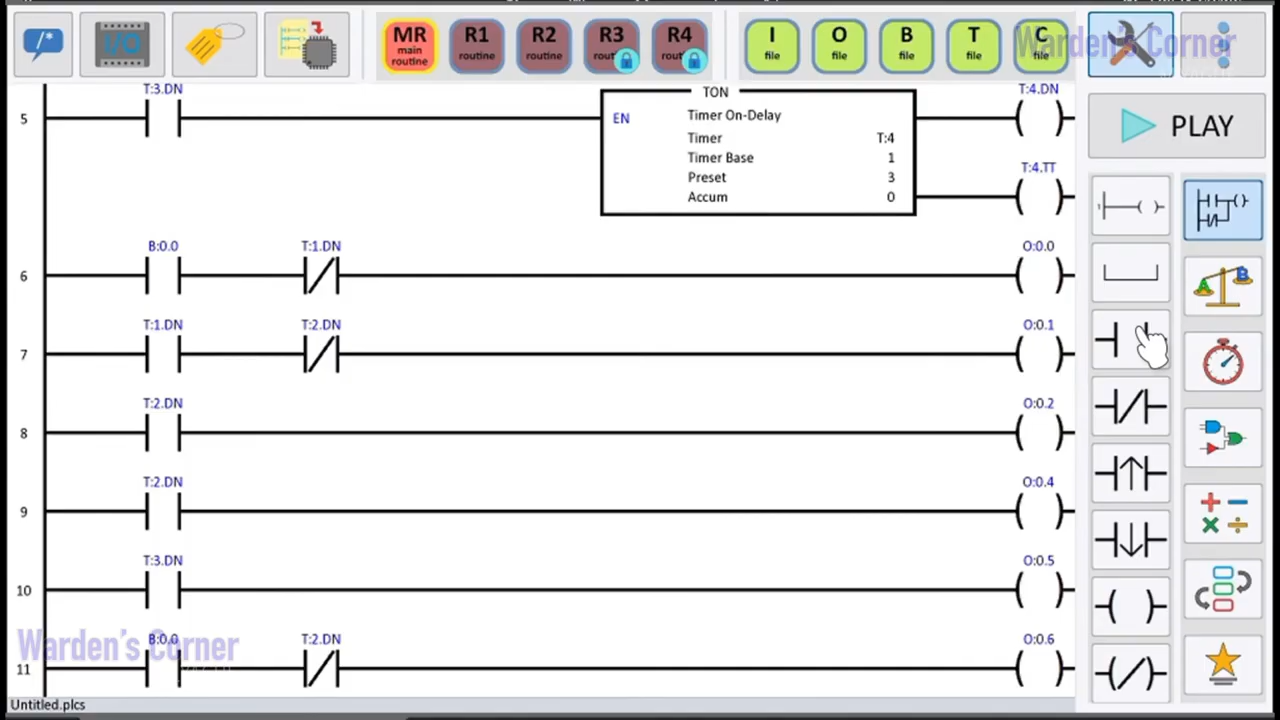 /*
I/O
MR
main
routine
R1
routine
R2
routine
R3
routine
R4
routine
I
file
O
file
B
file
T
file
C
file
Warden's Corner
PLAY
A
B
5
T:3.DN
TON
EN
Timer On-Delay
Timer T:4
Timer Base 1
Preset 3
Accum 0
T:4.DN
T:4.TT
6
B:0.0 T:1.DN O:0.0
7
T:1.DN T:2.DN O:0.1
8
T:2.DN O:0.2
9
T:2.DN O:0.4
10
T:3.DN O:0.5
11
B:0.0 T:2.DN O:0.6
Warden's Corner
Untitled.plcs